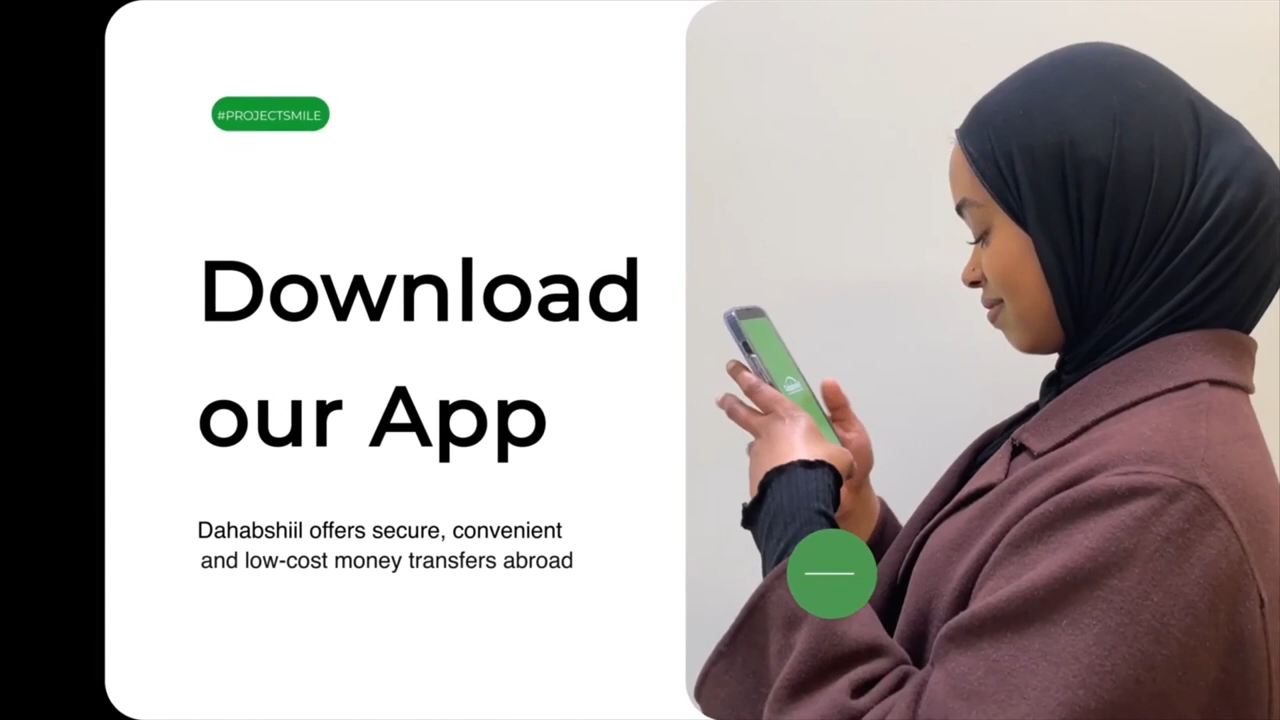 #PROJECTSMILE
Download
our App
Dahabshiil offers secure, convenient
and low-cost money transfers abroad